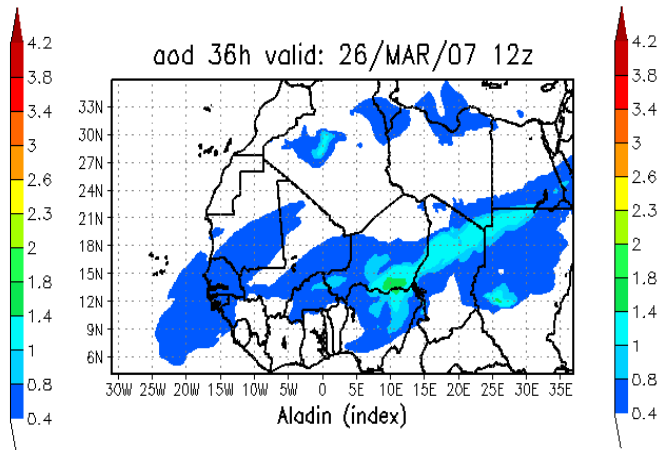 aod 36h valid: 26/MAR/07 12z
4.2
3.8
3.4
3
2.6
2.3
2
1.8
1.4
1
0.8
0.4
33N
30N
27N
24N
21N
18N
15N
12N
9N
6N
30W 25W 20W 15W 10W 5W 0 5E 10E 15E 20E 25E 30E 35E
Aladin (index)
4.2
3.8
3.4
3
2.6
2.3
2
1.8
1.4
1
0.8
0.4